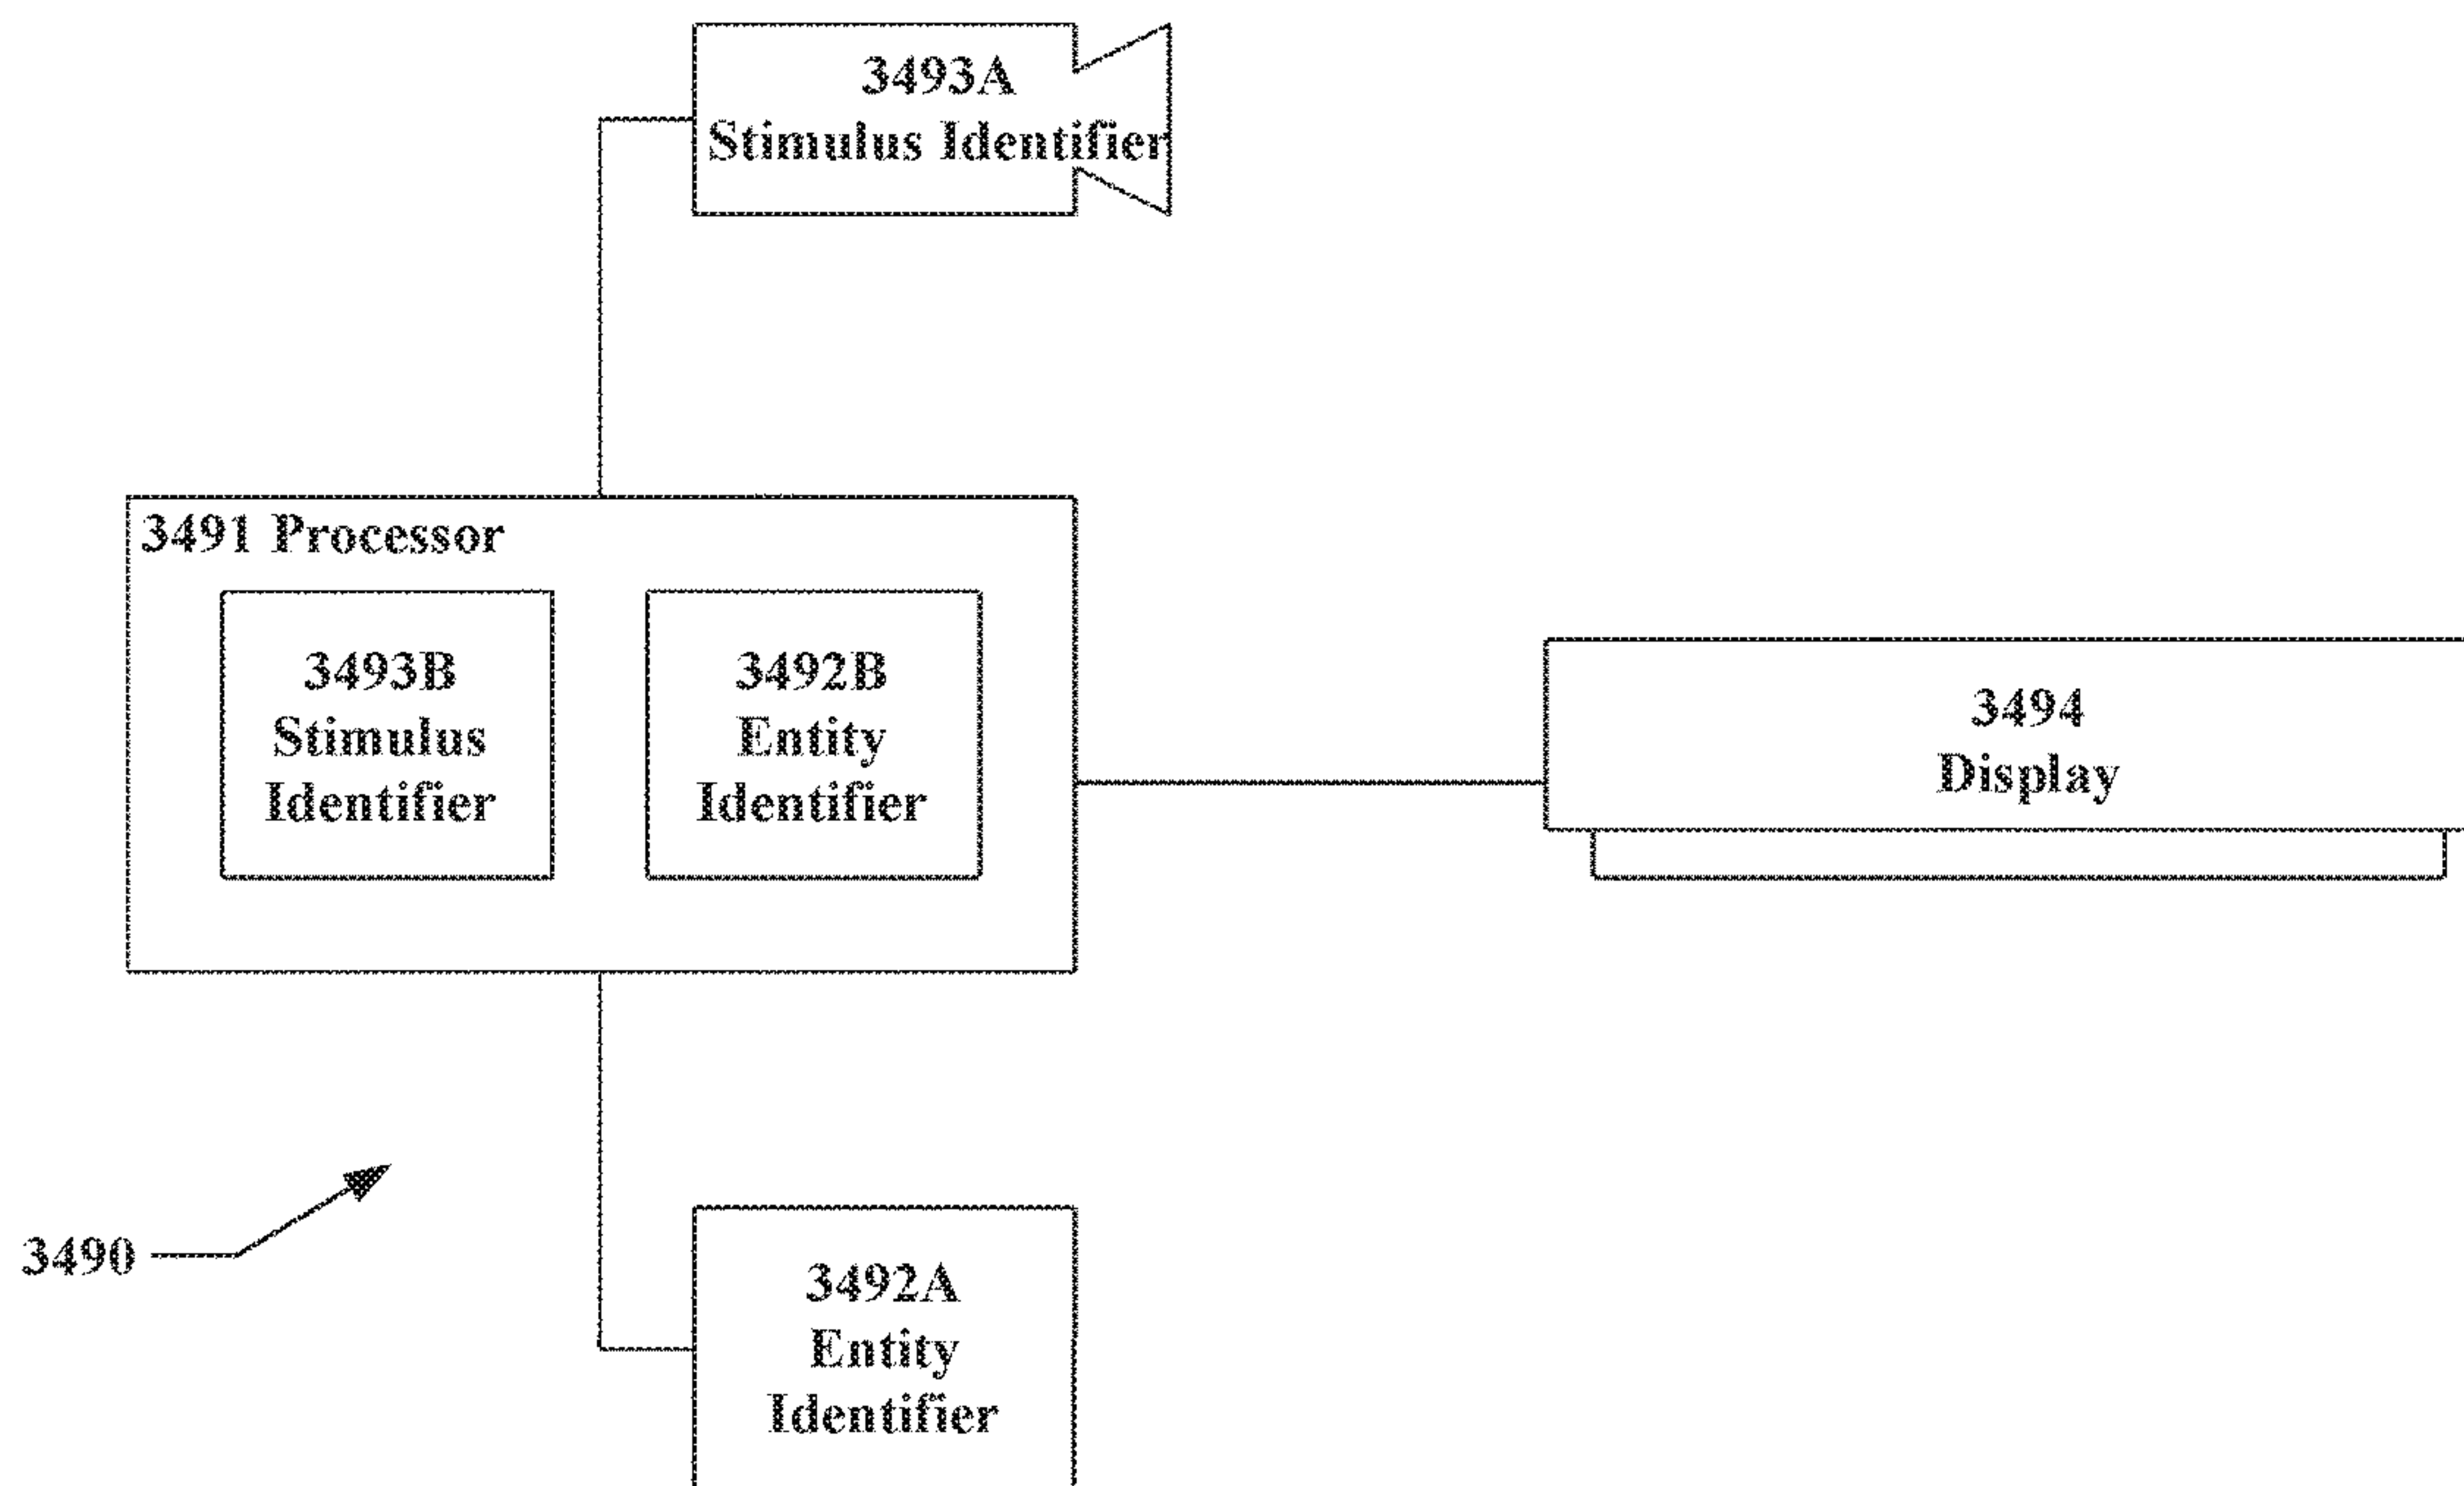 3493A
Stimulus Identifier
3491 Processor
3493B
Stimulus
Identifier
3492B
Entity
Identifier
3494
Display
3490
3492A
Entity
Identifier